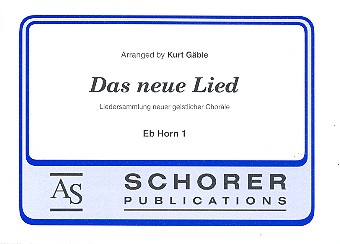 Arranged by Kurt Gäble
Das neue Lied
Liedersammlung neuer geistlicher Choräle
Eb Horn 1
AS
SCHORER
PUBLICATIONS